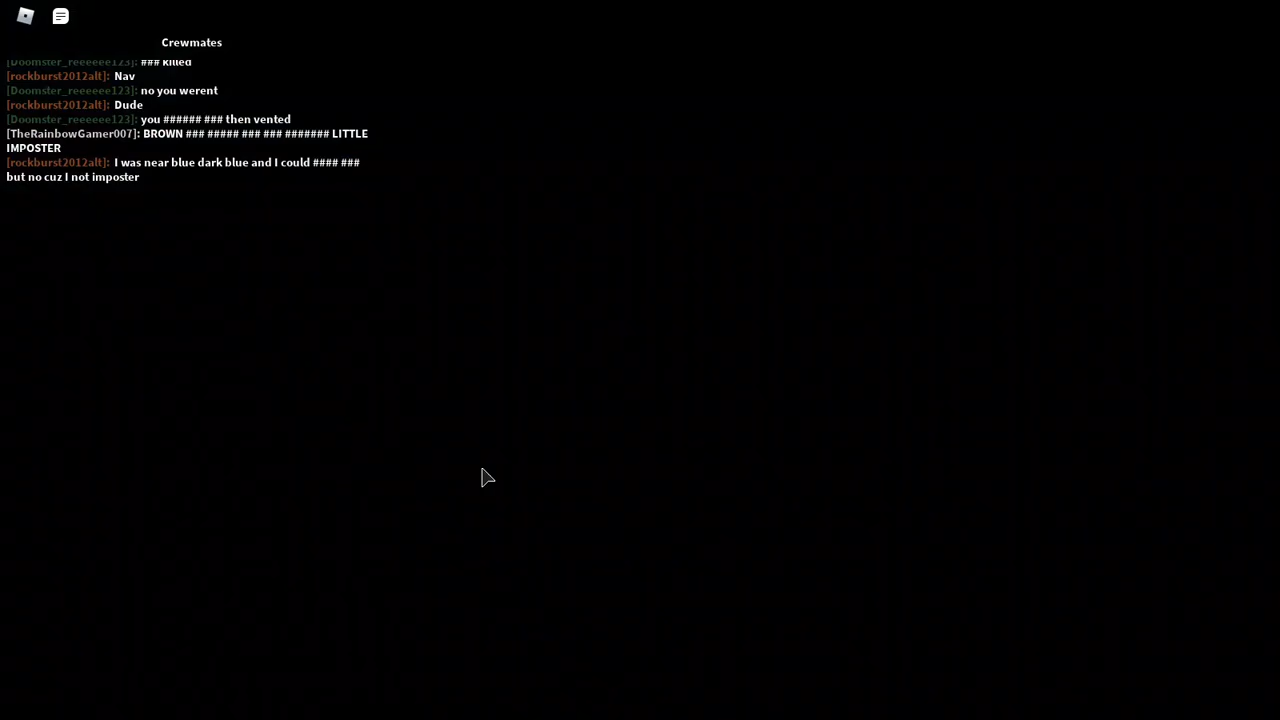 Crewmates
[Doomster_reeeeee123]: ### killed
[rockburst2012alt]: Nav
[Doomster_reeeeee123]: no you werent
[rockburst2012alt]: Dude
[Doomster_reeeeee123]: you ###### ### then vented
[TheRainbowGamer007]: BROWN ### ##### ### ### ####### LITTLE
IMPOSTER
[rockburst2012alt]: I was near blue dark blue and I could #### ###
but no cuz I not imposter